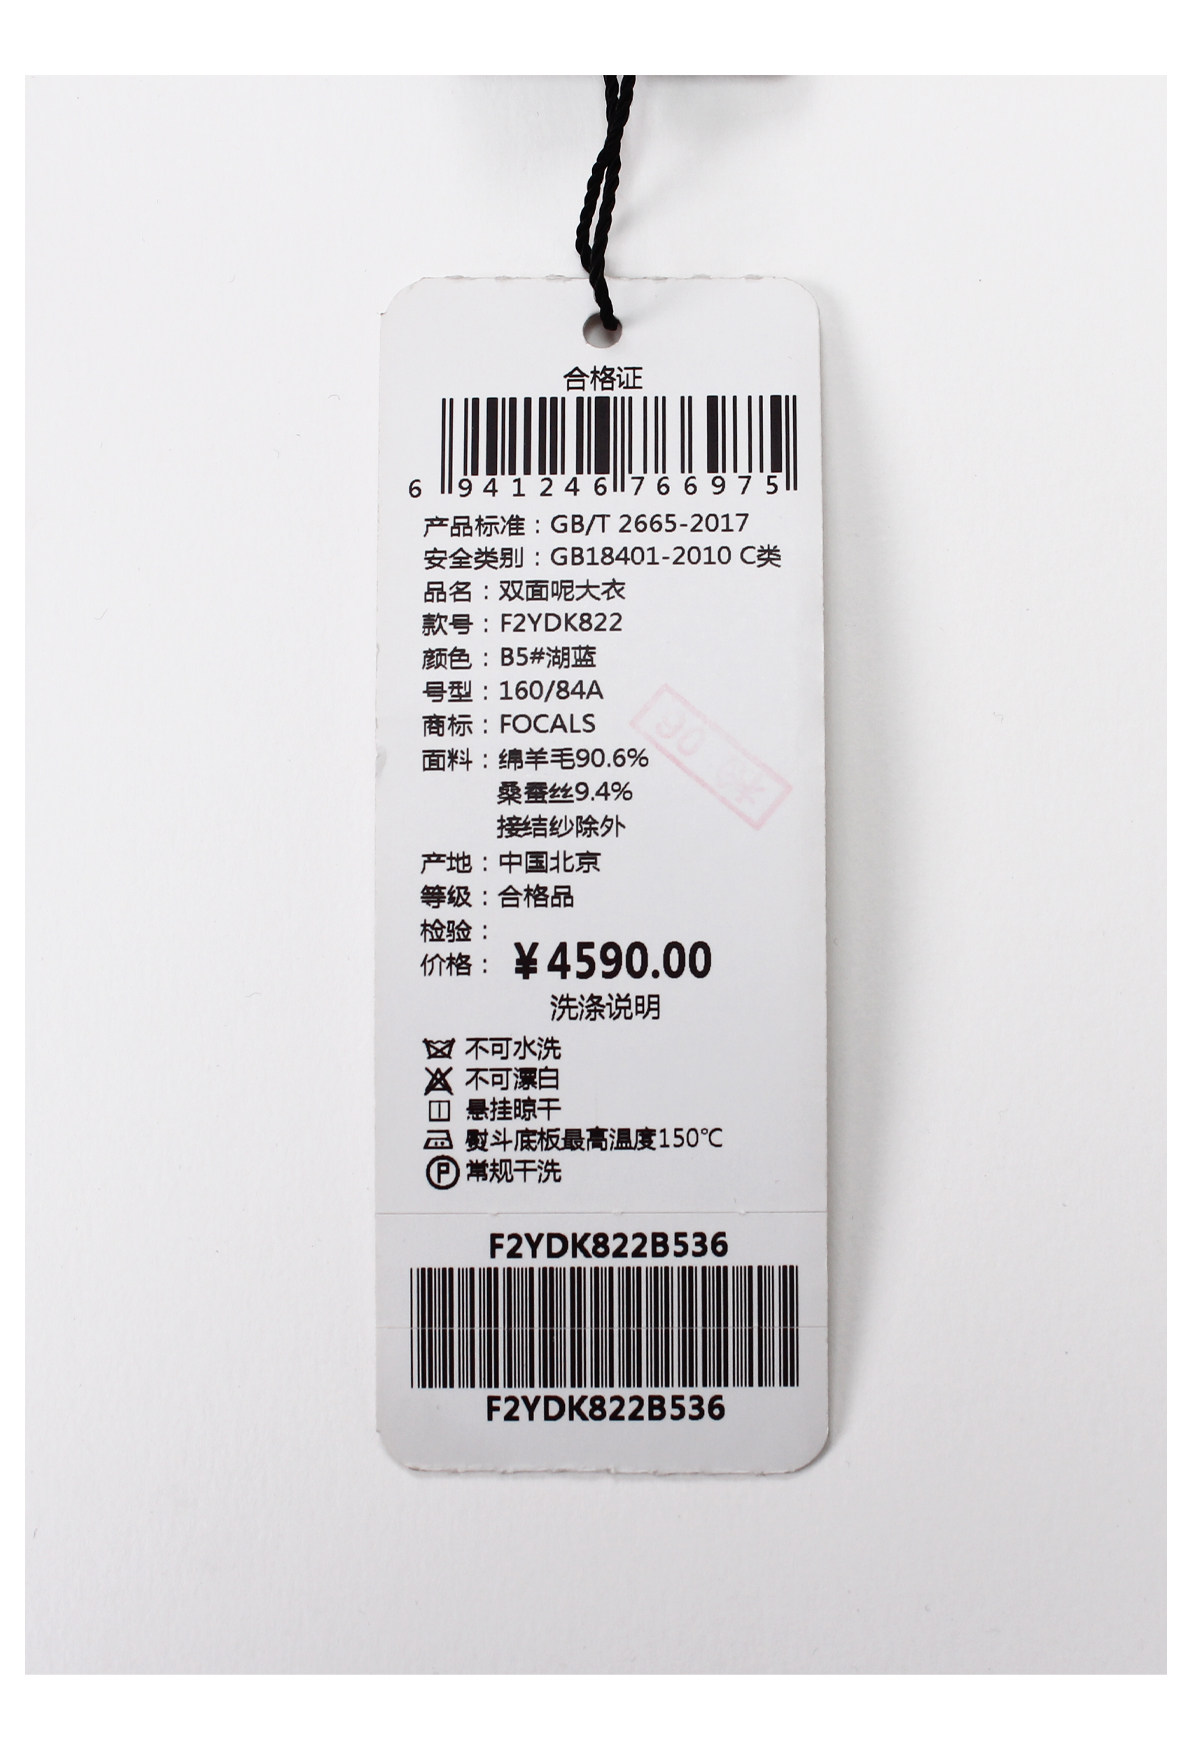 合格证
6 941246 766975
产品标准：GB/T 2665-2017
安全类别：GB18401-2010 C类
品名：双面呢大衣
款号：F2YDK822
颜色：B5#湖蓝
号型：160/84A
商标：FOCALS
面料：绵羊毛90.6%
桑蚕丝9.4%
接结纱除外
产地：中国北京
等级：合格品
检验：
价格：￥4590.00
洗涤说明
不可水洗
不可漂白
悬挂晾干
熨斗底板最高温度150℃
P 常规干洗
F2YDK822B536
F2YDK822B536